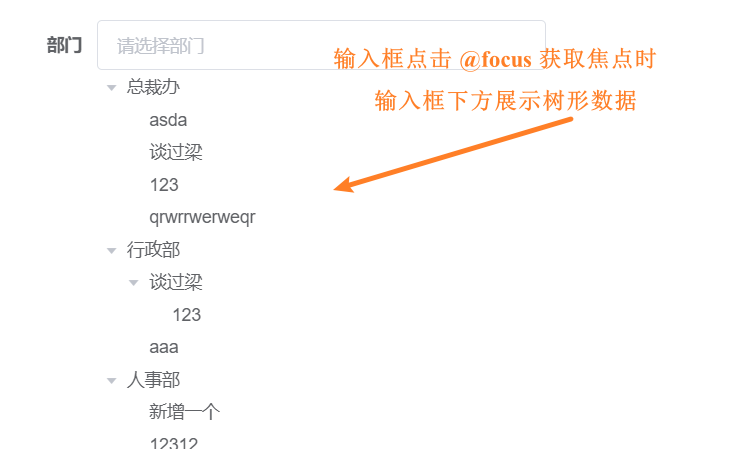 部门 请选择部门
输入框点击 @focus 获取焦点时
输入框下方展示树形数据
总裁办
asda
谈过梁
123
qrwrrwerweqr
行政部
谈过梁
123
aaa
人事部
新增一个
12312